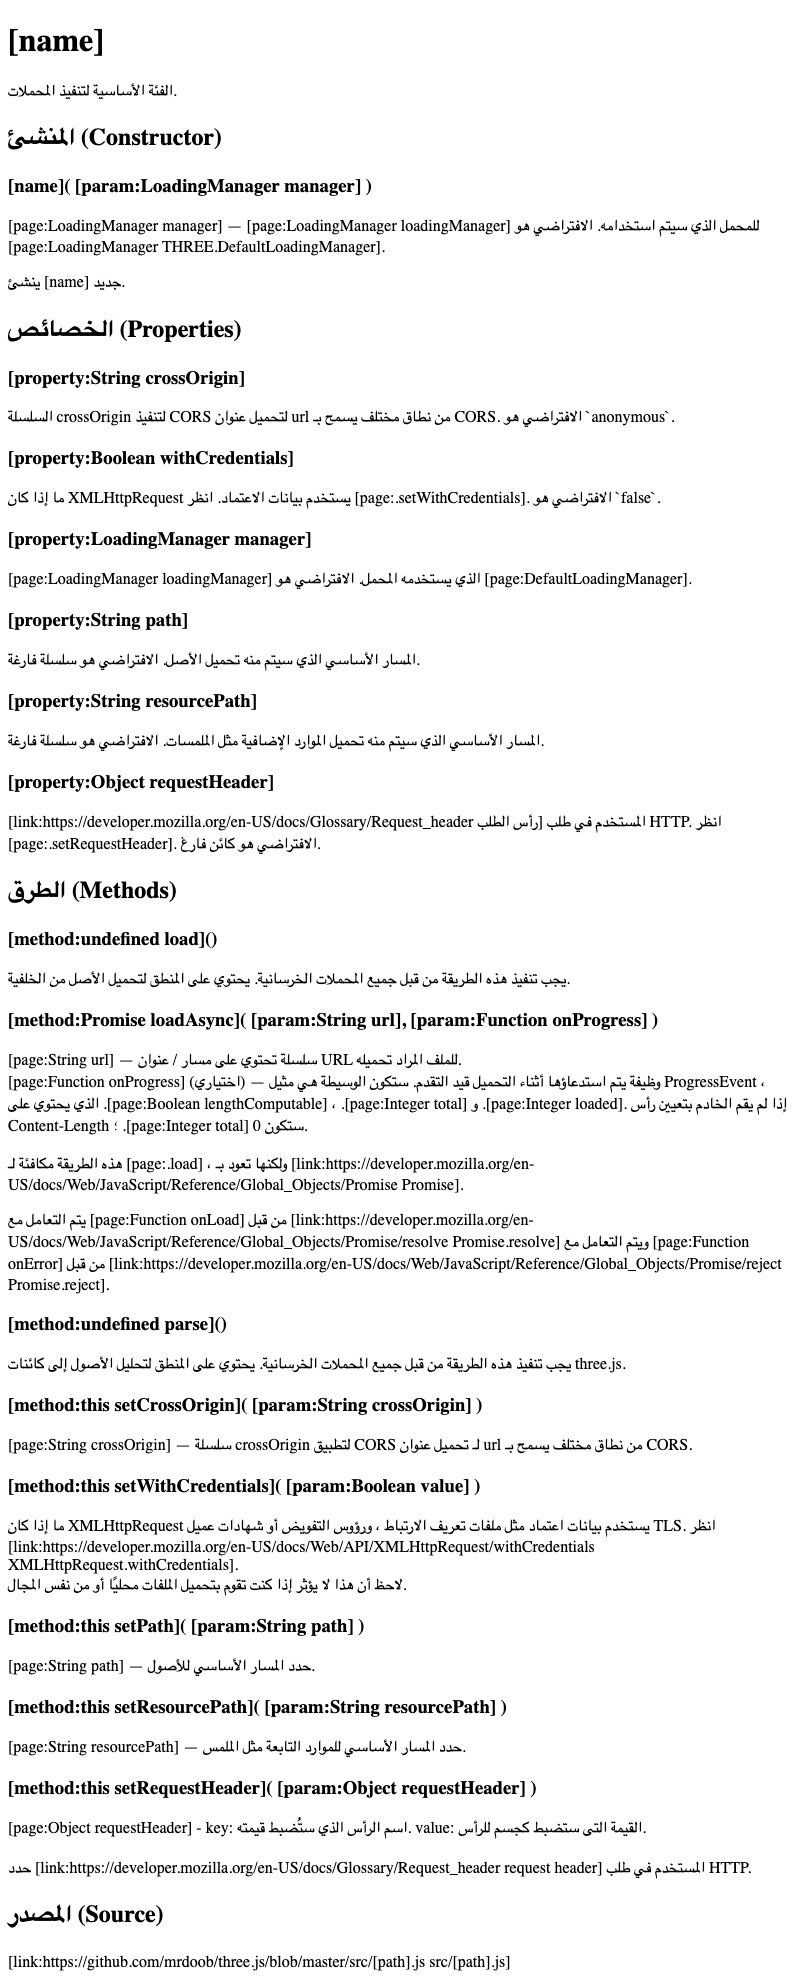 [name]
الفئة الأساسية لتنفيذ المحملات.
المنشئ (Constructor)
[name]( [param:LoadingManager manager] )
[page:LoadingManager manager] — [page:LoadingManager loadingManager] للمحمل الذي سيتم استخدامه. الافتراضي هو
[page:LoadingManager THREE.DefaultLoadingManager].
ينشئ [name] جديد.
الخصائص (Properties)
[property:String crossOrigin]
السلسلة crossOrigin لتنفيذ CORS لتحميل عنوان url من نطاق مختلف يسمح بـ CORS. الافتراضي هو `anonymous`.
[property:Boolean withCredentials]
ما إذا كان XMLHttpRequest يستخدم بيانات الاعتماد. انظر [page:.setWithCredentials]. الافتراضي هو `false`.
[property:LoadingManager manager]
[page:LoadingManager loadingManager] الذي يستخدمه المحمل. الافتراضي هو [page:DefaultLoadingManager].
[property:String path]
المسار الأساسي الذي سيتم منه تحميل الأصل. الافتراضي هو سلسلة فارغة.
[property:String resourcePath]
المسار الأساسي الذي سيتم منه تحميل الموارد الإضافية مثل الملمسات. الافتراضي هو سلسلة فارغة.
[property:Object requestHeader]
[link:https://developer.mozilla.org/en-US/docs/Glossary/Request_header رأس الطلب] المستخدم في طلب HTTP. انظر
[page:.setRequestHeader]. الافتراضي هو كائن فارغ.
الطرق (Methods)
[method:undefined load]()
يجب تنفيذ هذه الطريقة من قبل جميع المحملات الخرسانية. يحتوي على المنطق لتحميل الأصل من الخلفية.
[method:Promise loadAsync]( [param:String url], [param:Function onProgress] )
[page:String url] — سلسلة تحتوي على مسار / عنوان URL للملف المراد تحميله.
[page:Function onProgress] (اختياري) — وظيفة يتم استدعاؤها أثناء التحميل قيد التقدم. ستكون الوسيطة هي مثيل ProgressEvent ،
الذي يحتوي على .[page:Boolean lengthComputable] ، .[page:Integer total] و .[page:Integer loaded]. إذا لم يقم الخادم بتعيين رأس
Content-Length ؛ .[page:Integer total] ستكون 0.
هذه الطريقة مكافئة لـ [page:.load] ، ولكنها تعود بـ [link:https://developer.mozilla.org/en-
US/docs/Web/JavaScript/Reference/Global_Objects/Promise Promise].
يتم التعامل مع [page:Function onLoad] من قبل [link:https://developer.mozilla.org/en-
US/docs/Web/JavaScript/Reference/Global_Objects/Promise/resolve Promise.resolve] ويتم التعامل مع [page:Function
onError] من قبل [link:https://developer.mozilla.org/en-US/docs/Web/JavaScript/Reference/Global_Objects/Promise/reject
Promise.reject].
[method:undefined parse]()
يجب تنفيذ هذه الطريقة من قبل جميع المحملات الخرسانية. يحتوي على المنطق لتحليل الأصول إلى كائنات three.js.
[method:this setCrossOrigin]( [param:String crossOrigin] )
[page:String crossOrigin] — سلسلة crossOrigin لتطبيق CORS لـ تحميل عنوان url من نطاق مختلف يسمح بـ CORS.
[method:this setWithCredentials]( [param:Boolean value] )
ما إذا كان XMLHttpRequest يستخدم بيانات اعتماد مثل ملفات تعريف الارتباط ، ورؤوس التفويض أو شهادات عميل TLS. انظر
[link:https://developer.mozilla.org/en-US/docs/Web/API/XMLHttpRequest/withCredentials
XMLHttpRequest.withCredentials].
لاحظ أن هذا لا يؤثر إذا كنت تقوم بتحميل الملفات محليًا أو من نفس المجال.
[method:this setPath]( [param:String path] )
[page:String path] — حدد المسار الأساسي للأصول.
[method:this setResourcePath]( [param:String resourcePath] )
[page:String resourcePath] — حدد المسار الأساسي للموارد التابعة مثل الملمس.
[method:this setRequestHeader]( [param:Object requestHeader] )
[page:Object requestHeader] - key: اسم الرأس الذي ستُضبط قيمته. value: القيمة التى ستضبط كجسم للرأس.
حدد [link:https://developer.mozilla.org/en-US/docs/Glossary/Request_header request header] المستخدم في طلب HTTP.
المصدر (Source)
[link:https://github.com/mrdoob/three.js/blob/master/src/[path].js src/[path].js]